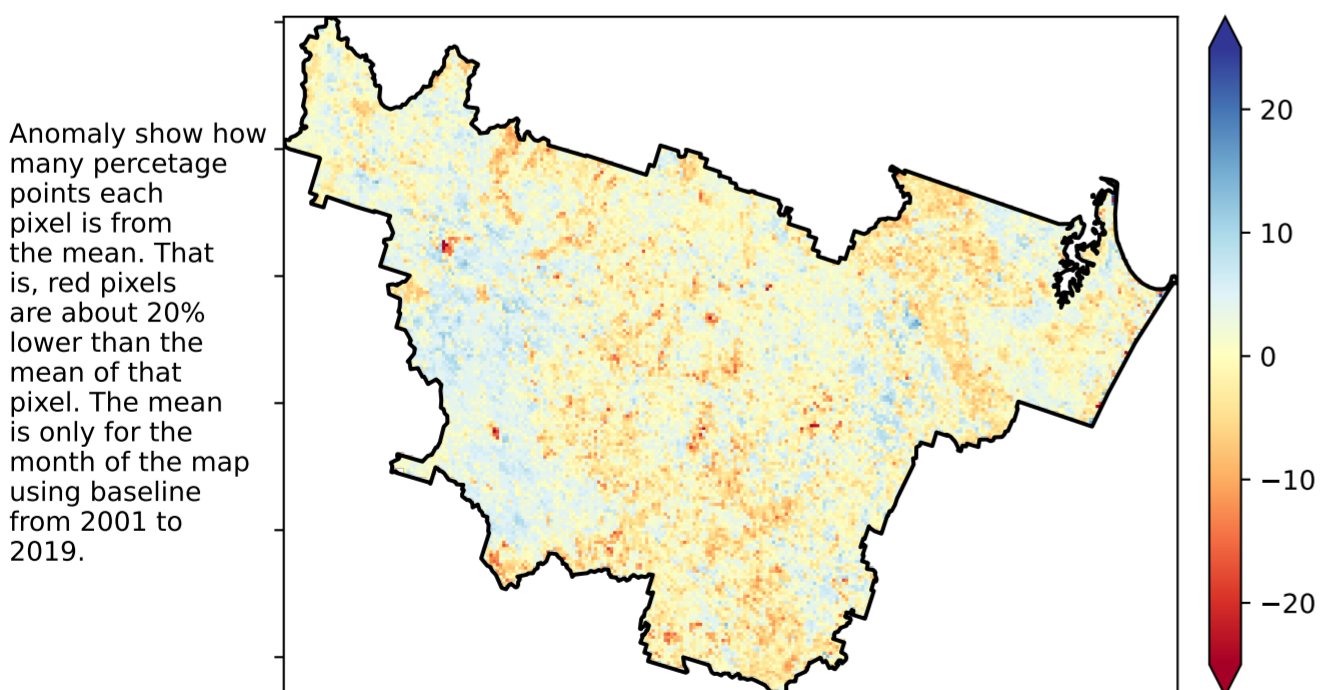 Anomaly show how
many percetage
points each
pixel is from
the mean. That
is, red pixels
are about 20%
lower than the
mean of that
pixel. The mean
is only for the
month of the map
using baseline
from 2001 to
2019.
20
10
0
−10
−20